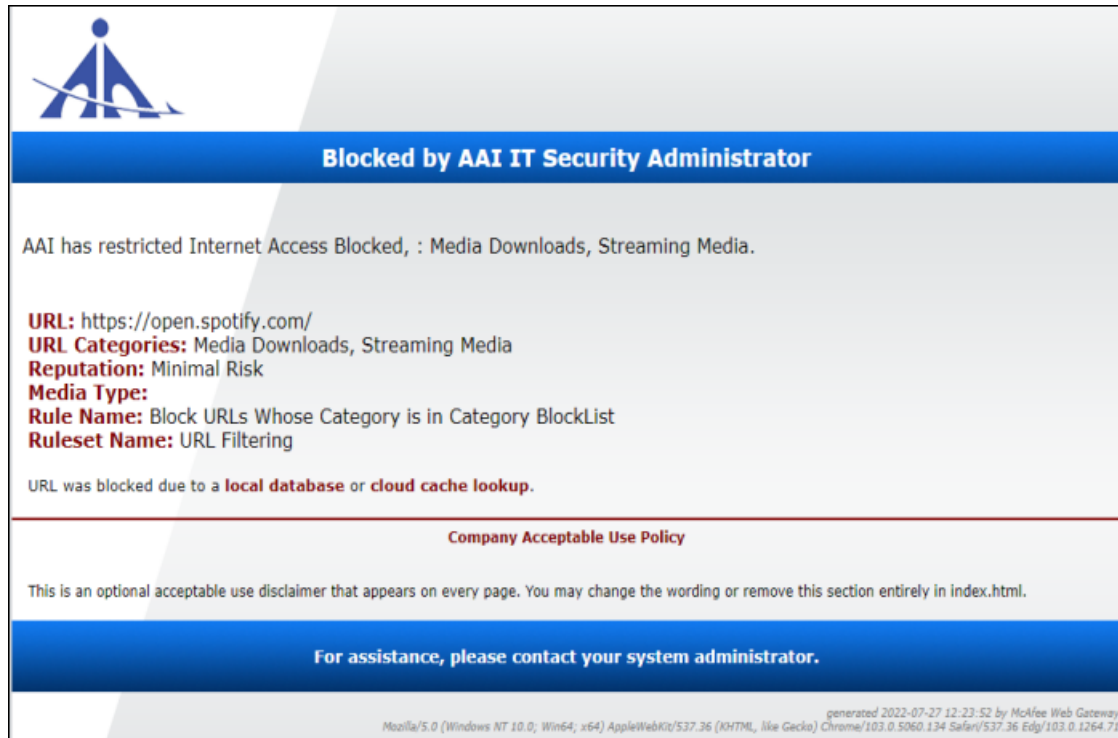 Blocked by AAI IT Security Administrator
AAI has restricted Internet Access Blocked, : Media Downloads, Streaming Media.
URL: https://open.spotify.com/
URL Categories: Media Downloads, Streaming Media
Reputation: Minimal Risk
Media Type:
Rule Name: Block URLs Whose Category is in Category BlockList
Ruleset Name: URL Filtering
URL was blocked due to a local database or cloud cache lookup.
Company Acceptable Use Policy
This is an optional acceptable use disclaimer that appears on every page. You may change the wording or remove this section entirely in index.html.
For assistance, please contact your system administrator.
generated 2022-07-27 12:23:52 by McAfee Web Gateway
Mozilla/5.0 (Windows NT 10.0; Win64; x64) AppleWebKit/537.36 (KHTML, like Gecko) Chrome/103.0.5060.134 Safari/537.36 Edg/103.0.1264.71